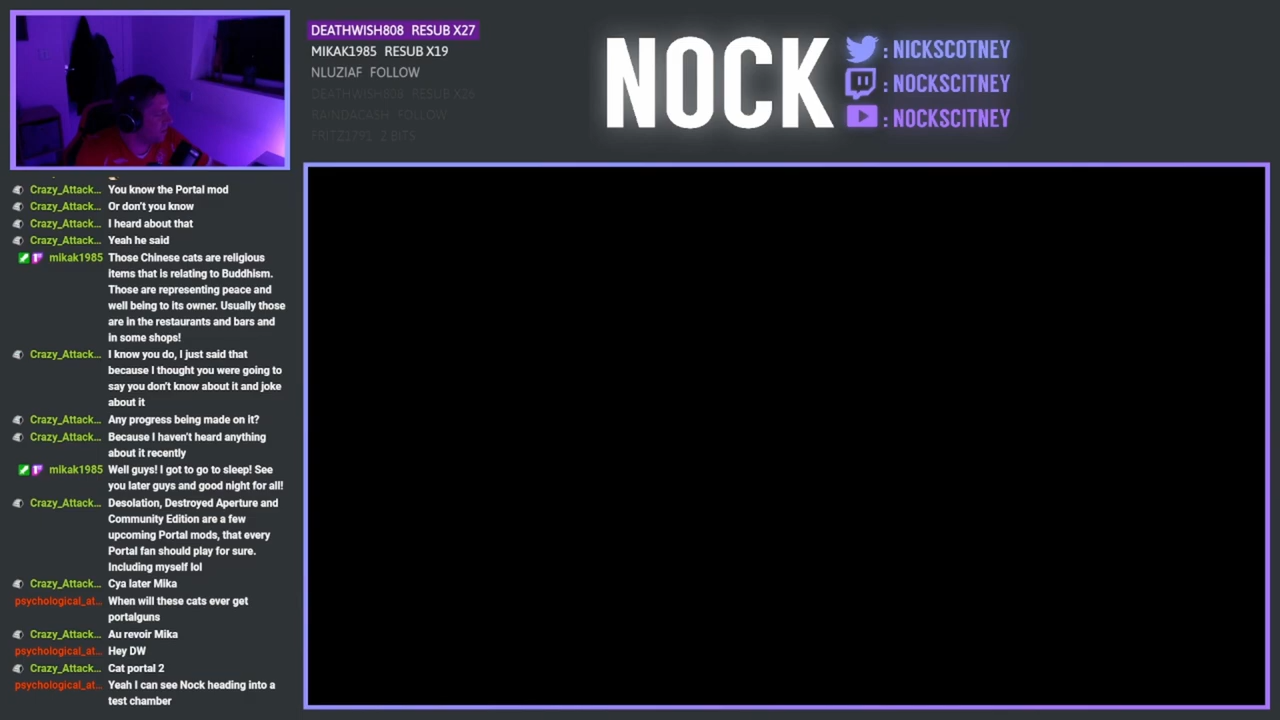 DEATHWISH808 RESUB X27
MIKAK1985 RESUB X19
NLUZIAF FOLLOW
DEATHWISH808 RESUB X26
RAINDACASH FOLLOW
FRITZ1791 2 BITS
NOCK
: NICKSCOTNEY
: NOCKSCITNEY
: NOCKSCITNEY
Crazy_Attack... You know the Portal mod
Crazy_Attack... Or don't you know
Crazy_Attack... I heard about that
Crazy_Attack... Yeah he said
mikak1985 Those Chinese cats are religious
items that is relating to Buddhism.
Those are representing peace and
well being to its owner. Usually those
are in the restaurants and bars and
in some shops!
Crazy_Attack... I know you do, I just said that
because I thought you were going to
say you don't know about it and joke
about it
Crazy_Attack... Any progress being made on it?
Crazy_Attack... Because I haven't heard anything
about it recently
mikak1985 Well guys! I got to go to sleep! See
you later guys and good night for all!
Crazy_Attack... Desolation, Destroyed Aperture and
Community Edition are a few
upcoming Portal mods, that every
Portal fan should play for sure.
Including myself lol
Crazy_Attack... Cya later Mika
psychological_at... When will these cats ever get
portalguns
Crazy_Attack... Au revoir Mika
psychological_at... Hey DW
Crazy_Attack... Cat portal 2
psychological_at... Yeah I can see Nock heading into a
test chamber